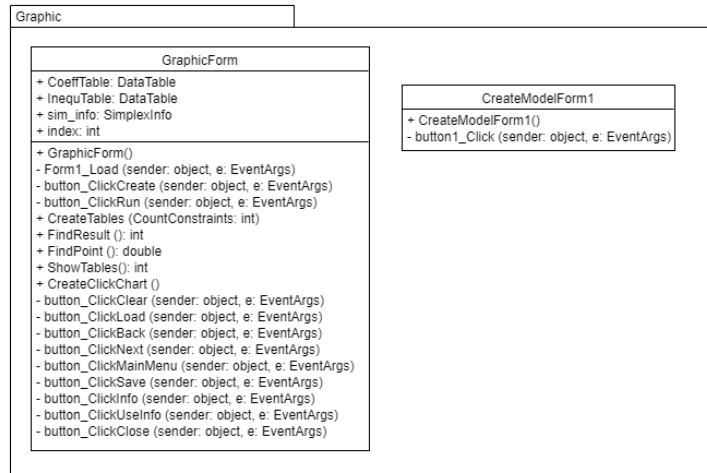 Graphic
GraphicForm
+ CoeffTable: DataTable
+ InequTable: DataTable
+ sim_info: SimplexInfo
+ index: int
+ GraphicForm()
- Form1_Load (sender: object, e: EventArgs)
- button_ClickCreate (sender: object, e: EventArgs)
- button_ClickRun (sender: object, e: EventArgs)
+ CreateTables (CountConstraints: int)
+ FindResult (): int
+ FindPoint (): double
+ ShowTables(): int
+ CreateClickChart ()
- button_ClickClear (sender: object, e: EventArgs)
- button_ClickLoad (sender: object, e: EventArgs)
- button_ClickBack (sender: object, e: EventArgs)
- button_ClickNext (sender: object, e: EventArgs)
- button_ClickMainMenu (sender: object, e: EventArgs)
- button_ClickSave (sender: object, e: EventArgs)
- button_ClickInfo (sender: object, e: EventArgs)
- button_ClickUseInfo (sender: object, e: EventArgs)
- button_ClickClose (sender: object, e: EventArgs)
CreateModelForm1
+ CreateModelForm1()
- button1_Click (sender: object, e: EventArgs)